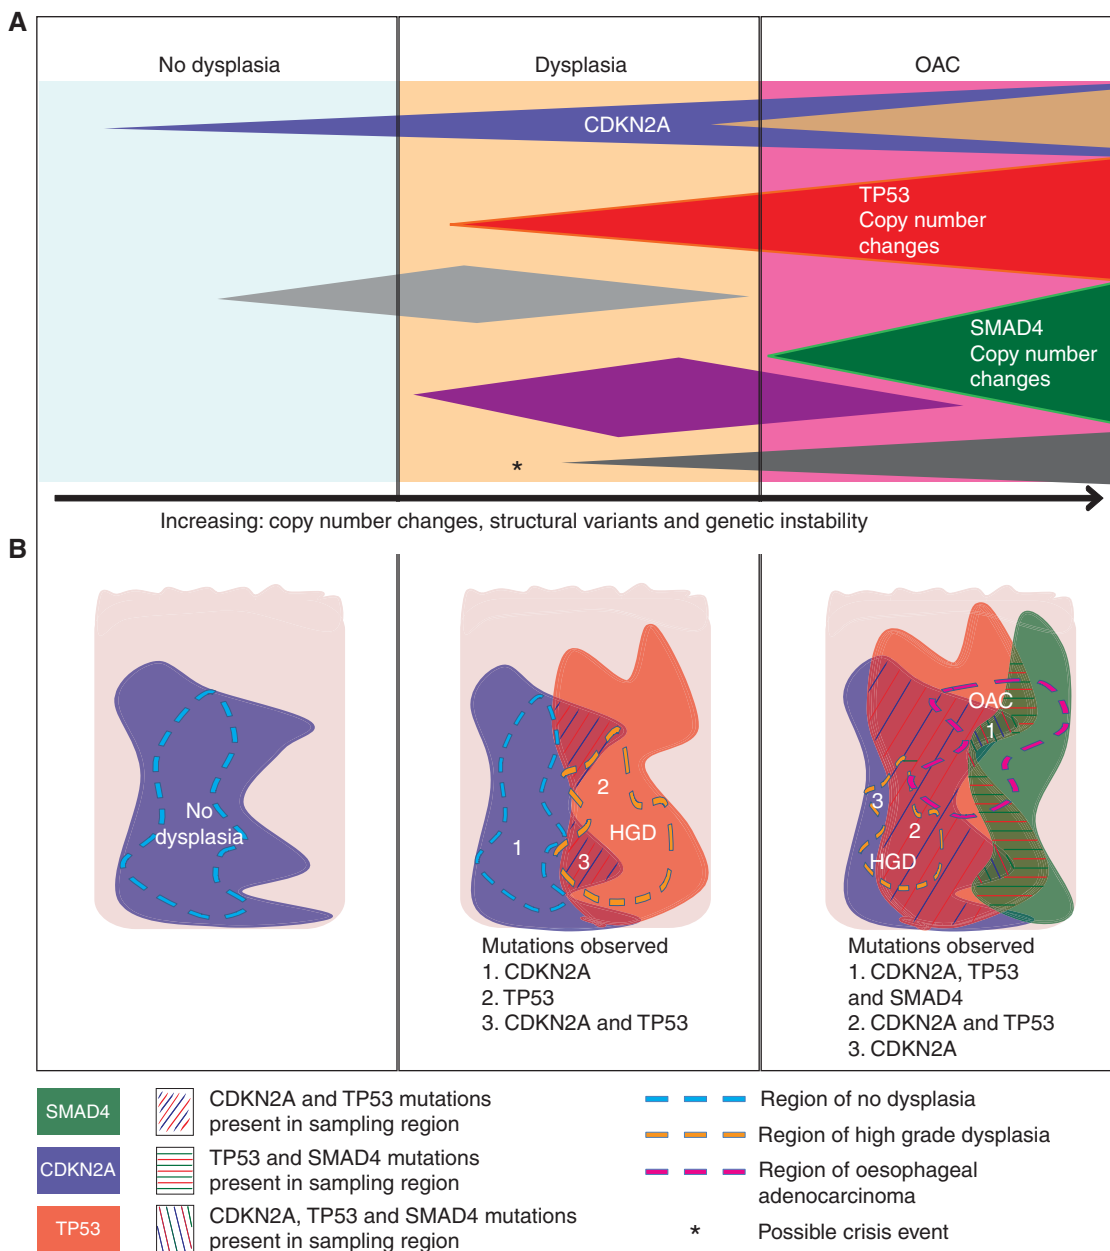 A
No dysplasia
Dysplasia
OAC
CDKN2A
TP53
Copy number
changes
SMAD4
Copy number
changes
*
Increasing: copy number changes, structural variants and genetic instability
B
No
dysplasia
1
2
HGD
3
OAC
1
3
2
HGD
Mutations observed
1. CDKN2A
2. TP53
3. CDKN2A and TP53
Mutations observed
1. CDKN2A, TP53
and SMAD4
2. CDKN2A and TP53
3. CDKN2A
SMAD4
CDKN2A and TP53 mutations
present in sampling region
CDKN2A
TP53 and SMAD4 mutations
present in sampling region
TP53
CDKN2A, TP53 and SMAD4 mutations
present in sampling region
Region of no dysplasia
Region of high grade dysplasia
Region of oesophageal
adenocarcinoma
* Possible crisis event